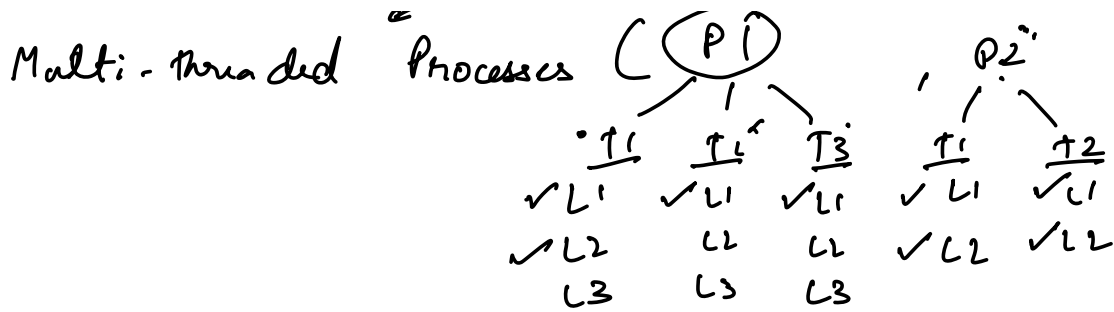 Multi-threaded Processes ( P1 , P2
T1 T2 T3 T1 T2
✓L1 ✓L1 ✓L1 ✓L1 ✓L1
✓L2 L2 L2 ✓L2 ✓L2
L3 L3 L3